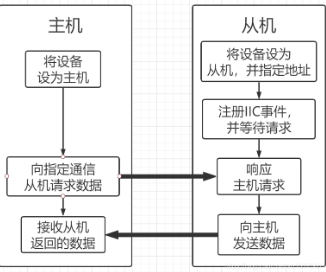 主机
将设备
设为主机
向指定通信
从机请求数据
接收从机
返回的数据
从机
将设备设为
从机，并指定地址
注册IIC事件，
并等待请求
响应
主机请求
向主机
发送数据